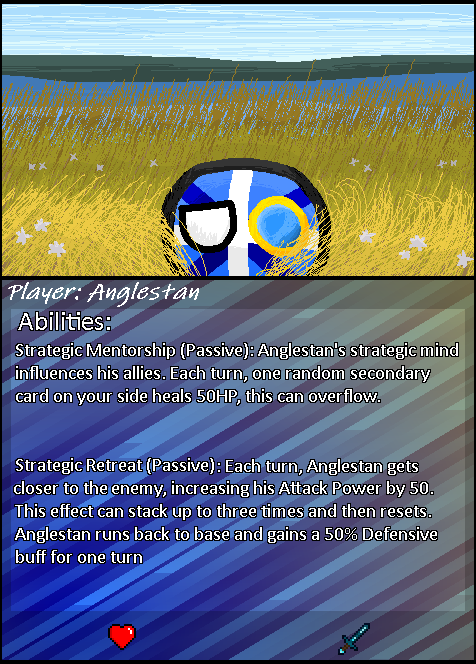 Player: Anglestan
Abilities:
Strategic Mentorship (Passive): Anglestan's strategic mind
influences his allies. Each turn, one random secondary
card on your side heals 50HP, this can overflow.
Strategic Retreat (Passive): Each turn, Anglestan gets
closer to the enemy, increasing his Attack Power by 50.
This effect can stack up to three times and then resets.
Anglestan runs back to base and gains a 50% Defensive
buff for one turn